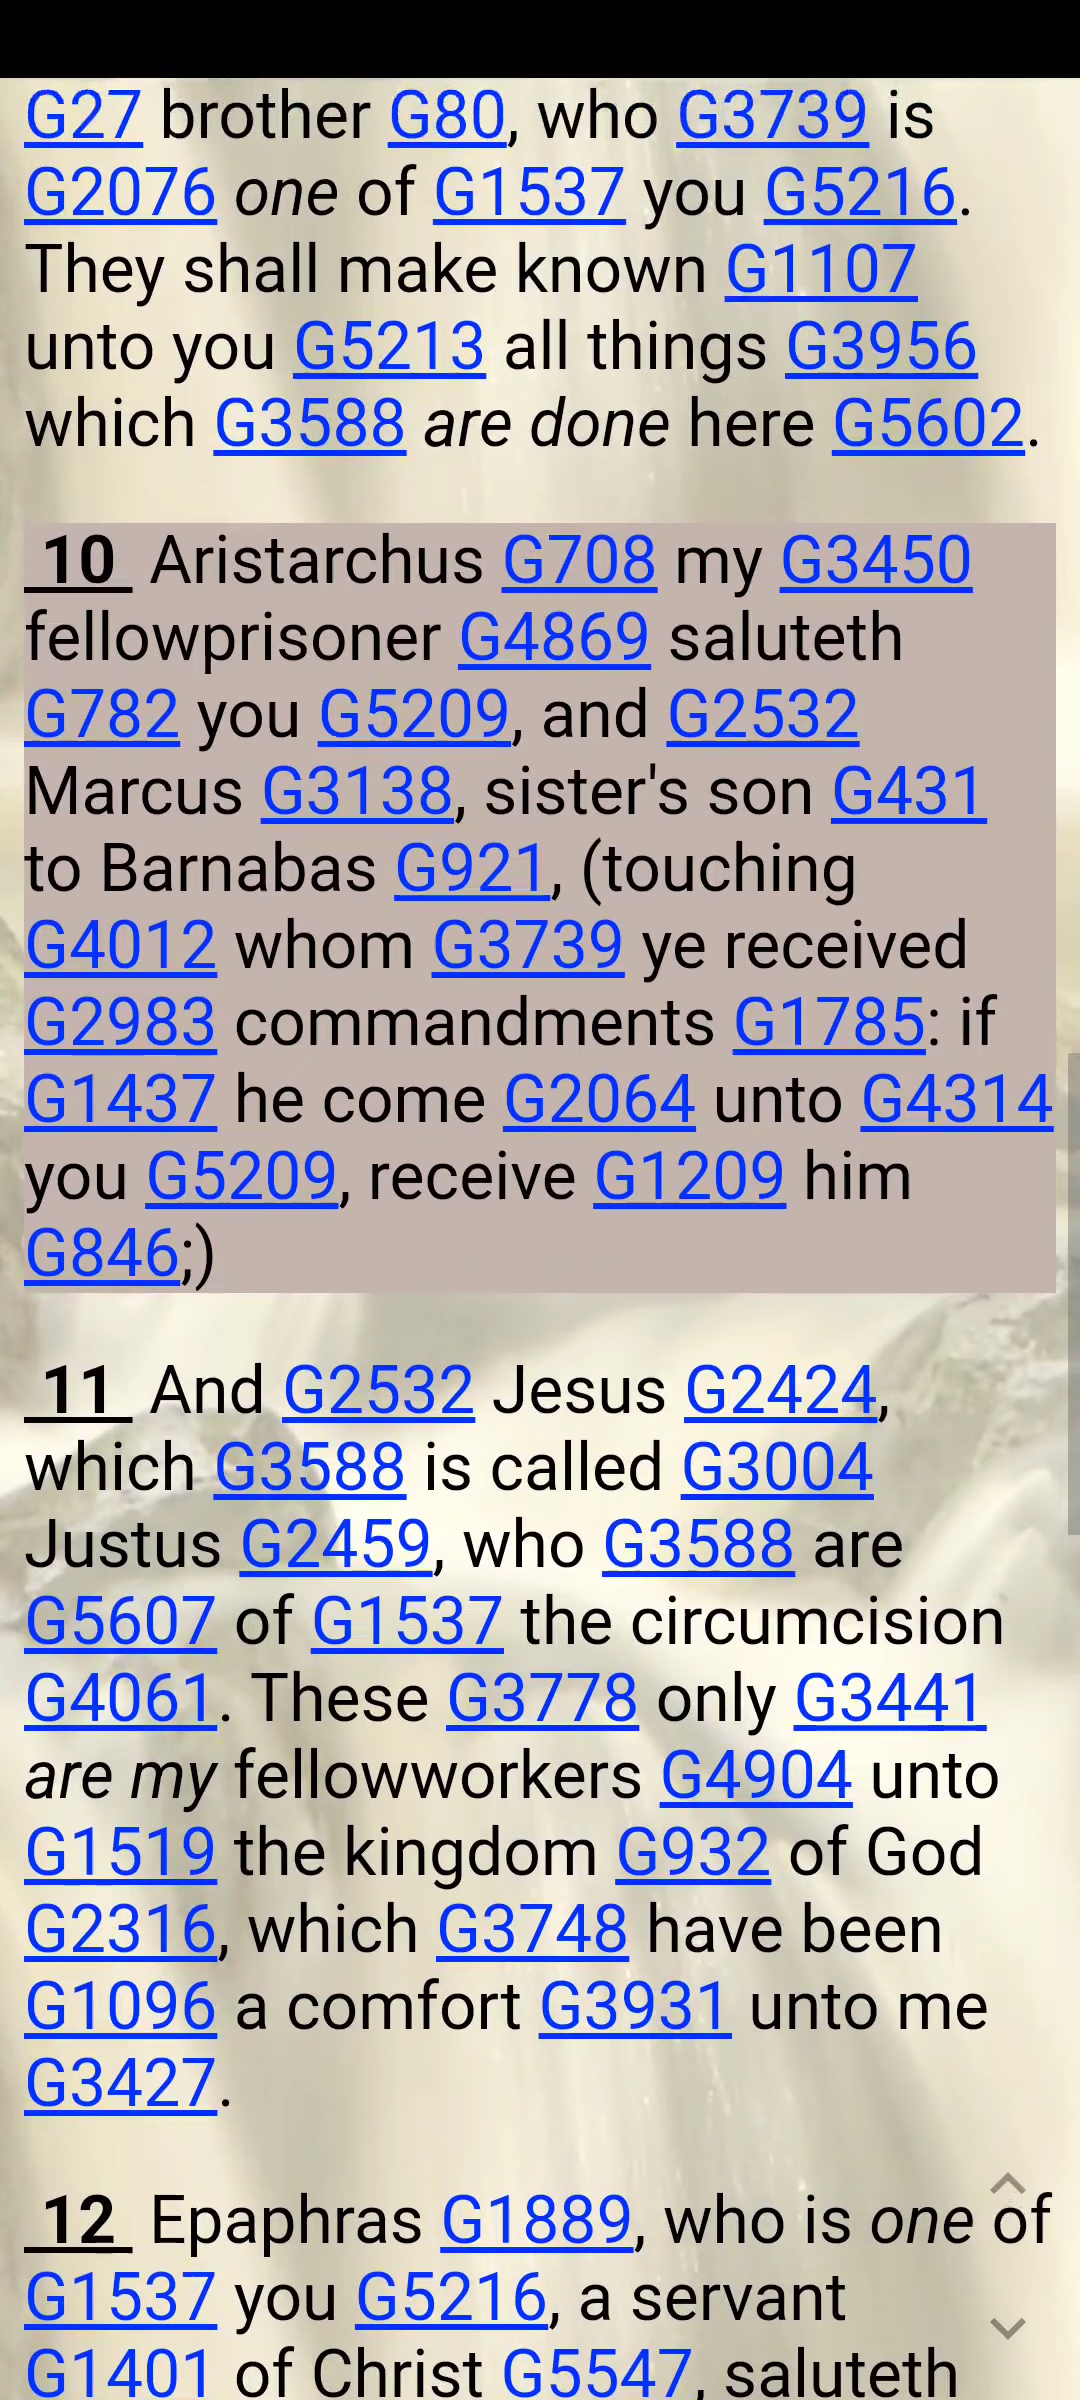 G27 brother G80, who G3739 is
G2076 one of G1537 you G5216.
They shall make known G1107
unto you G5213 all things G3956
which G3588 are done here G5602.
10 Aristarchus G708 my G3450
fellowprisoner G4869 saluteth
G782 you G5209, and G2532
Marcus G3138, sister's son G431
to Barnabas G921, (touching
G4012 whom G3739 ye received
G2983 commandments G1785: if
G1437 he come G2064 unto G4314
you G5209, receive G1209 him
G846;)
11 And G2532 Jesus G2424,
which G3588 is called G3004
Justus G2459, who G3588 are
G5607 of G1537 the circumcision
G4061. These G3778 only G3441
are my fellowworkers G4904 unto
G1519 the kingdom G932 of God
G2316, which G3748 have been
G1096 a comfort G3931 unto me
G3427.
12 Epaphras G1889, who is one of
G1537 you G5216, a servant
G1401 of Christ G5547, saluteth